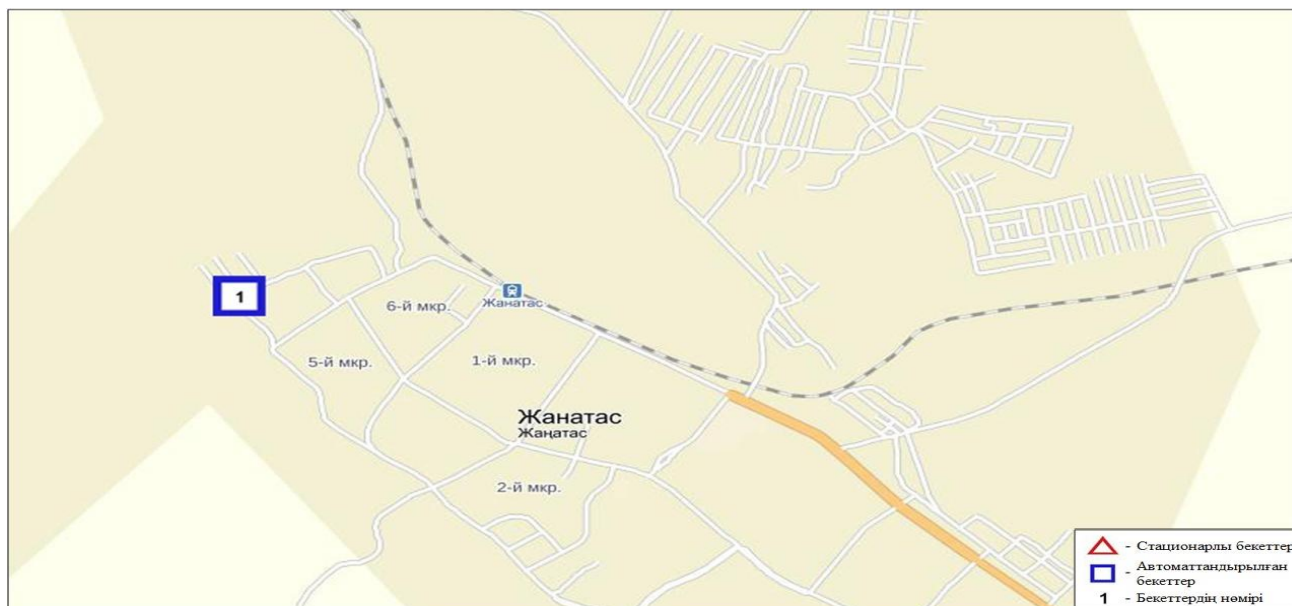 1
6-й мкр.
Жанатас
5-й мкр.
1-й мкр.
Жанатас
Жаңатас
2-й мкр.
- Стационарлы бекеттер
- Автоматтандырылған
бекеттер
1 - Бекеттердің нөмірі